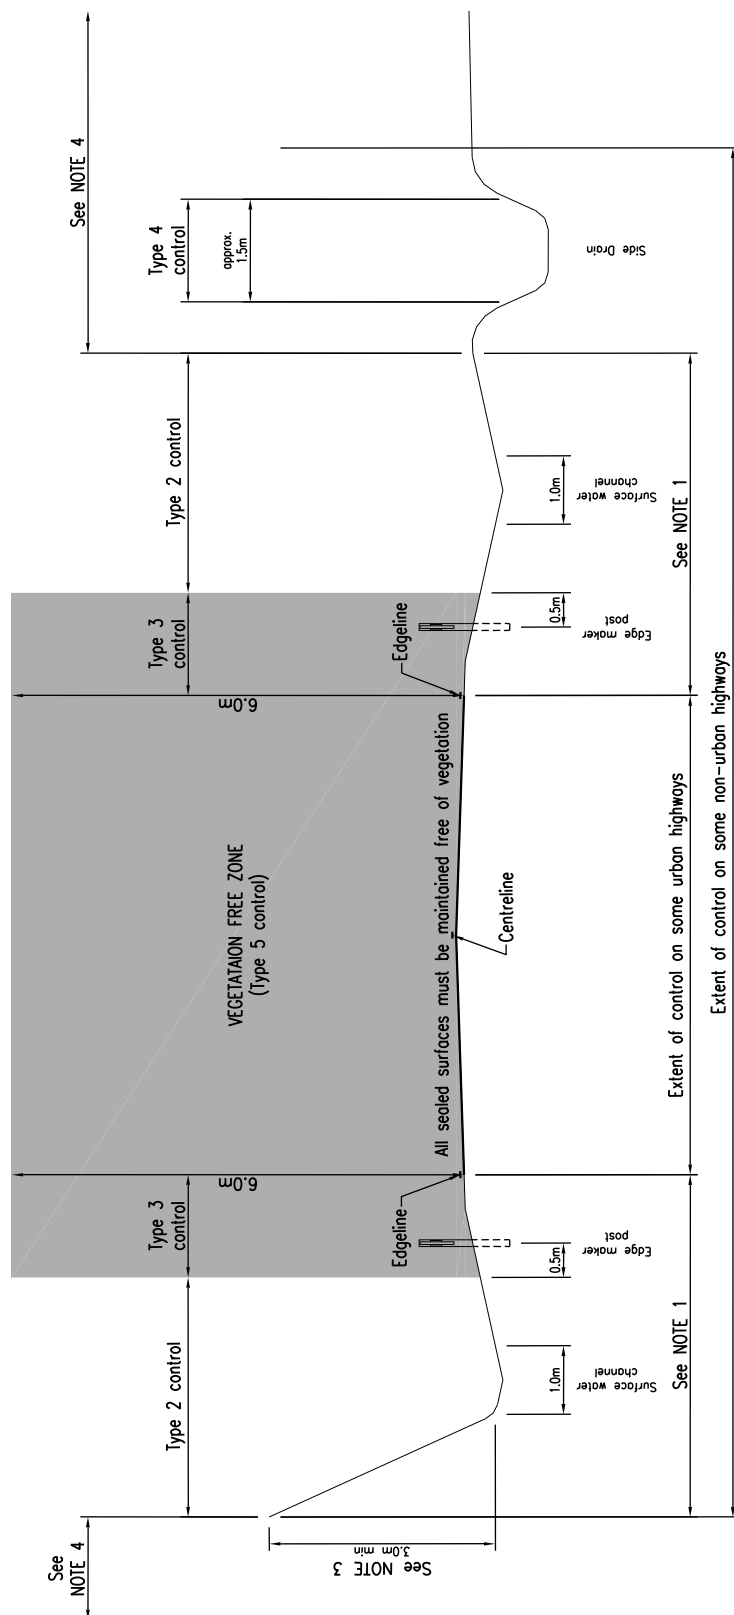 See
NOTE 4
See NOTE 4
Type 2 control
Type 3
control
Type 3
control
Type 2 control
Type 4
control
approx.
1.5m
VEGETATAION FREE ZONE
(Type 5 control)
6.0m
6.0m
See NOTE 3
3.0m min
Edgeline
All sealed surfaces must be maintained free of vegetation
Edgeline
Centreline
1.0m
Surface water
channel
0.5m
Edge maker
post
0.5m
Edge maker
post
1.0m
Surface water
channel
Side Drain
See NOTE 1
Extent of control on some urban highways
See NOTE 1
Extent of control on some non-urban highways